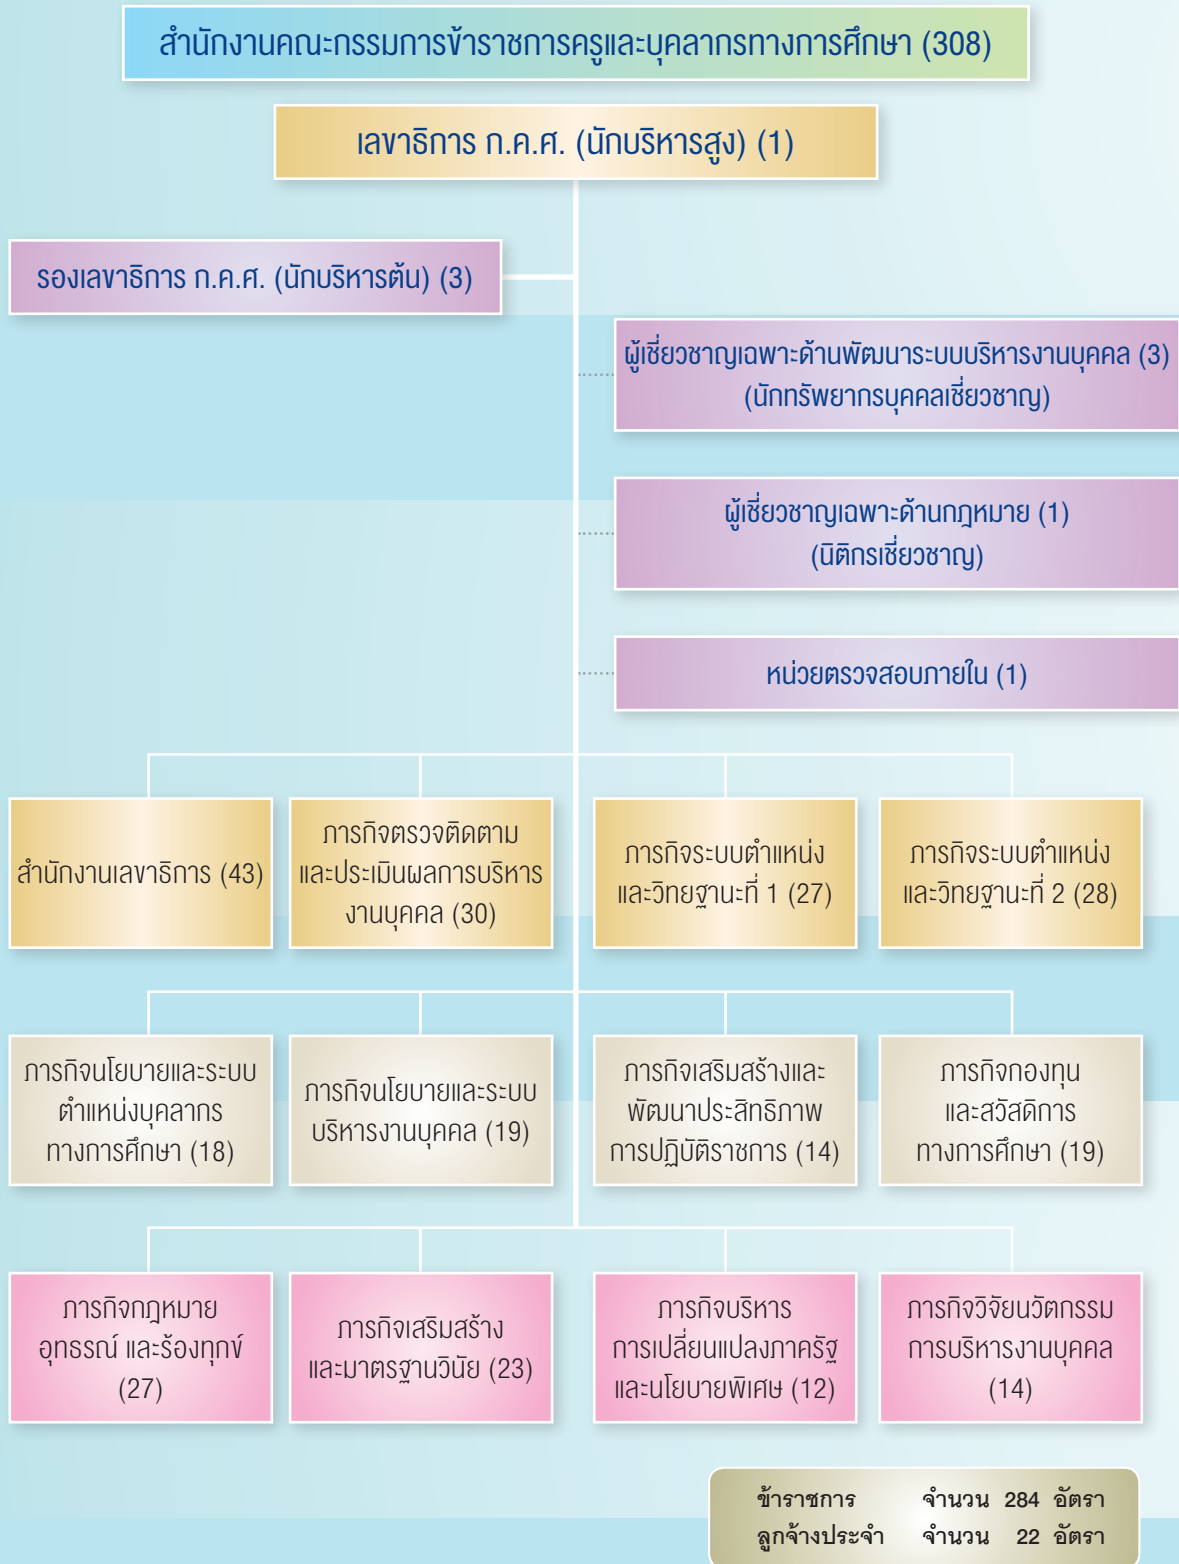 สำนักงานคณะกรรมการข้าราชการครูและบุคลากรทางการศึกษา (308)
เลขาธิการ ก.ค.ศ. (นักบริหารสูง) (1)
รองเลขาธิการ ก.ค.ศ. (นักบริหารต้น) (3)
ผู้เชี่ยวชาญเฉพาะด้านพัฒนาระบบบริหารงานบุคคล (3)
(นักทรัพยากรบุคคลเชี่ยวชาญ)
ผู้เชี่ยวชาญเฉพาะด้านกฎหมาย (1)
(นิติกรเชี่ยวชาญ)
หน่วยตรวจสอบภายใน (1)
สำนักงานเลขาธิการ (43)
ภารกิจตรวจติดตาม
และประเมินผลการบริหาร
งานบุคคล (30)
ภารกิจระบบตำแหน่ง
และวิทยฐานะที่ 1 (27)
ภารกิจระบบตำแหน่ง
และวิทยฐานะที่ 2 (28)
ภารกิจนโยบายและระบบ
ตำแหน่งบุคลากร
ทางการศึกษา (18)
ภารกิจนโยบายและระบบ
บริหารงานบุคคล (19)
ภารกิจเสริมสร้างและ
พัฒนาประสิทธิภาพ
การปฏิบัติราชการ (14)
ภารกิจกองทุน
และสวัสดิการ
ทางการศึกษา (19)
ภารกิจกฎหมาย
อุทธรณ์ และร้องทุกข์
(27)
ภารกิจเสริมสร้าง
และมาตรฐานวินัย (23)
ภารกิจบริหาร
การเปลี่ยนแปลงภาครัฐ
และนโยบายพิเศษ (12)
ภารกิจวิจัยนวัตกรรม
การบริหารงานบุคคล
(14)
ข้าราชการ จำนวน 284 อัตรา
ลูกจ้างประจำ จำนวน 22 อัตรา